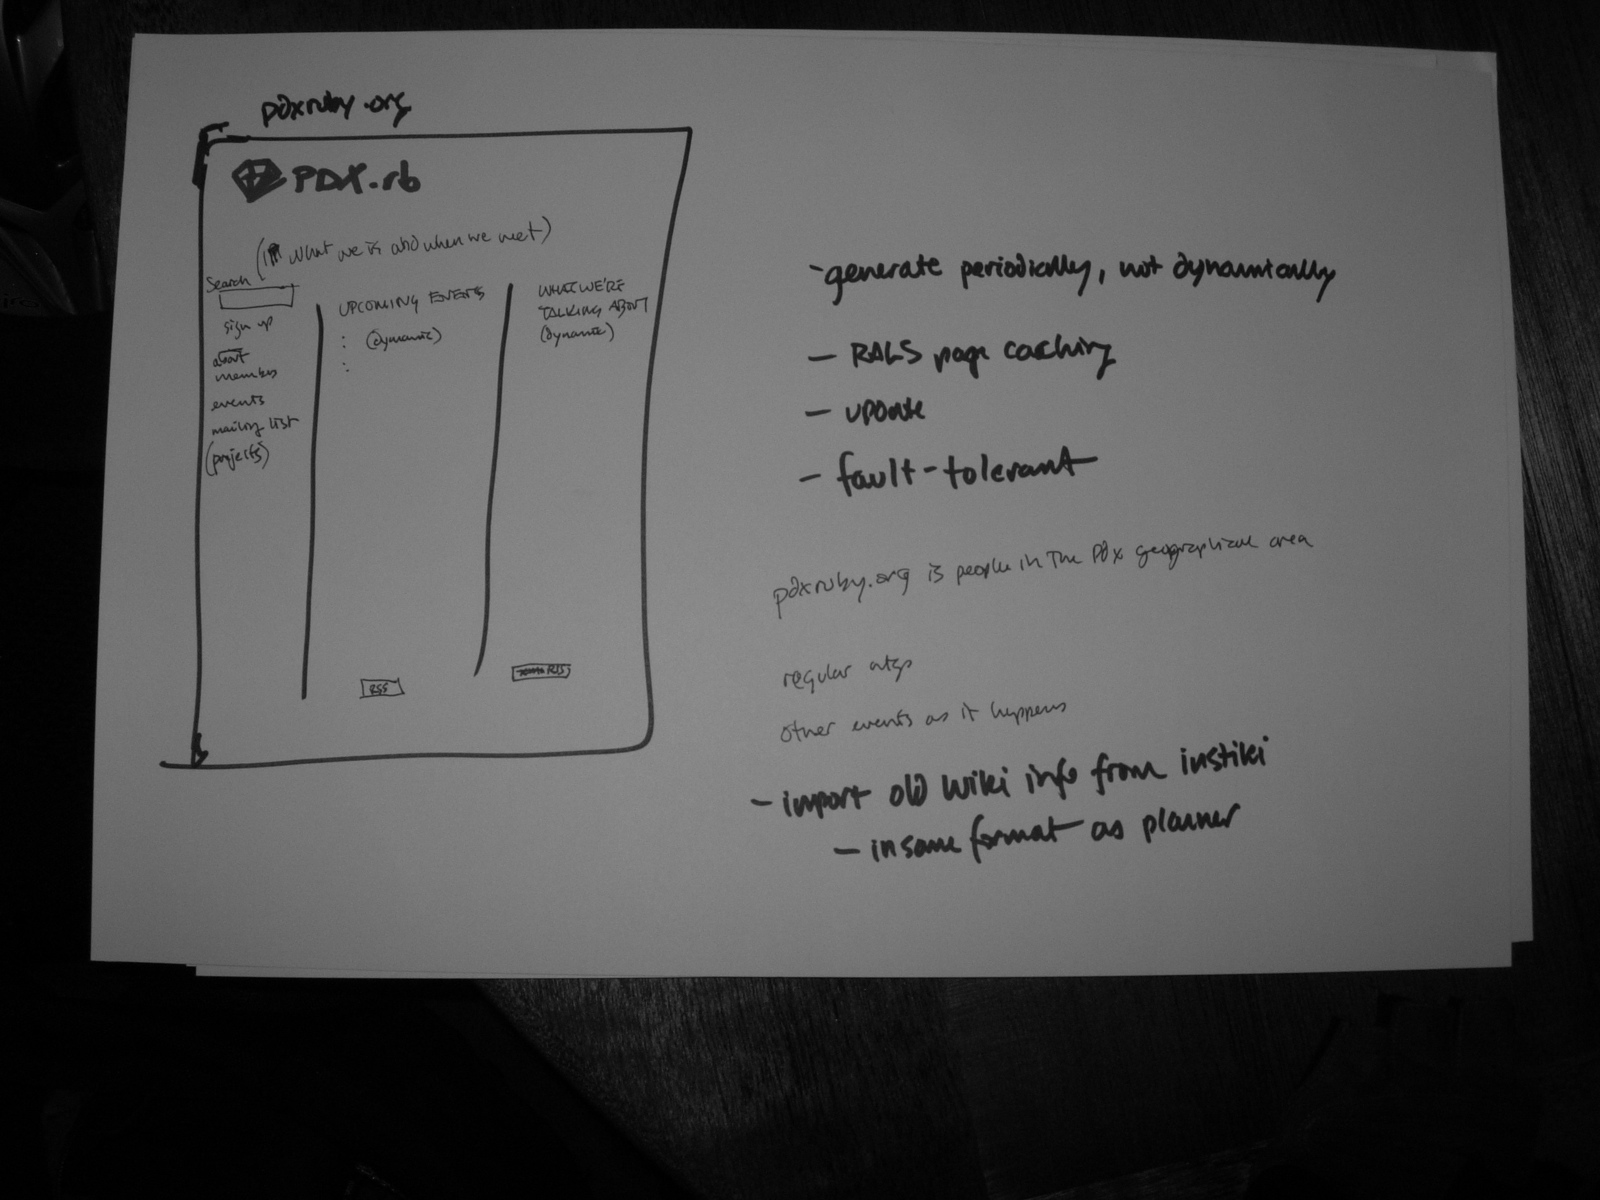 pdxruby.org
PDX.rb
( what we is and when we meet)
Search
sign up
about
members
events
mailing list
(projects)
UPCOMING EVENTS
: (dynamic)
:
WHAT WE'RE
TALKING ABOUT
(dynamic)
RSS
RSS
- generate periodically, not dynamically
- RAILS page caching
- update
- fault-tolerant
pdxruby.org is people in the PDX geographical area
regular mtgs
other events as it happens
- import old wiki info from instiki
- in same format as planner